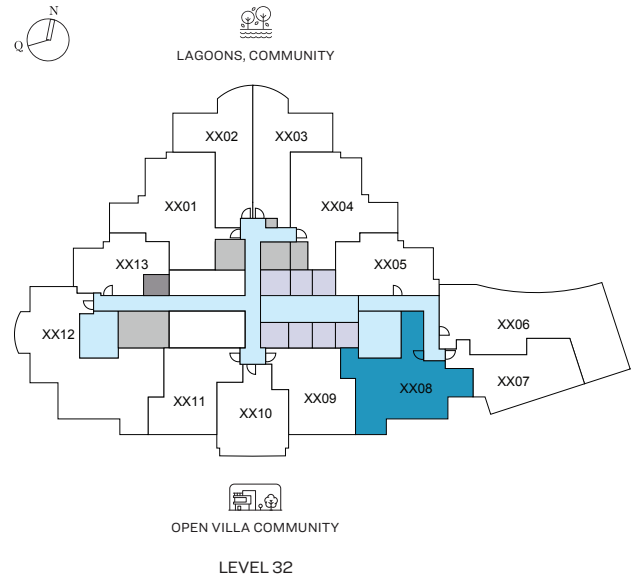 N
Q
LAGOONS, COMMUNITY
XX02
XX03
XX01
XX04
XX13
XX05
XX12
XX06
XX08
XX07
XX11
XX10
XX09
OPEN VILLA COMMUNITY
LEVEL 32